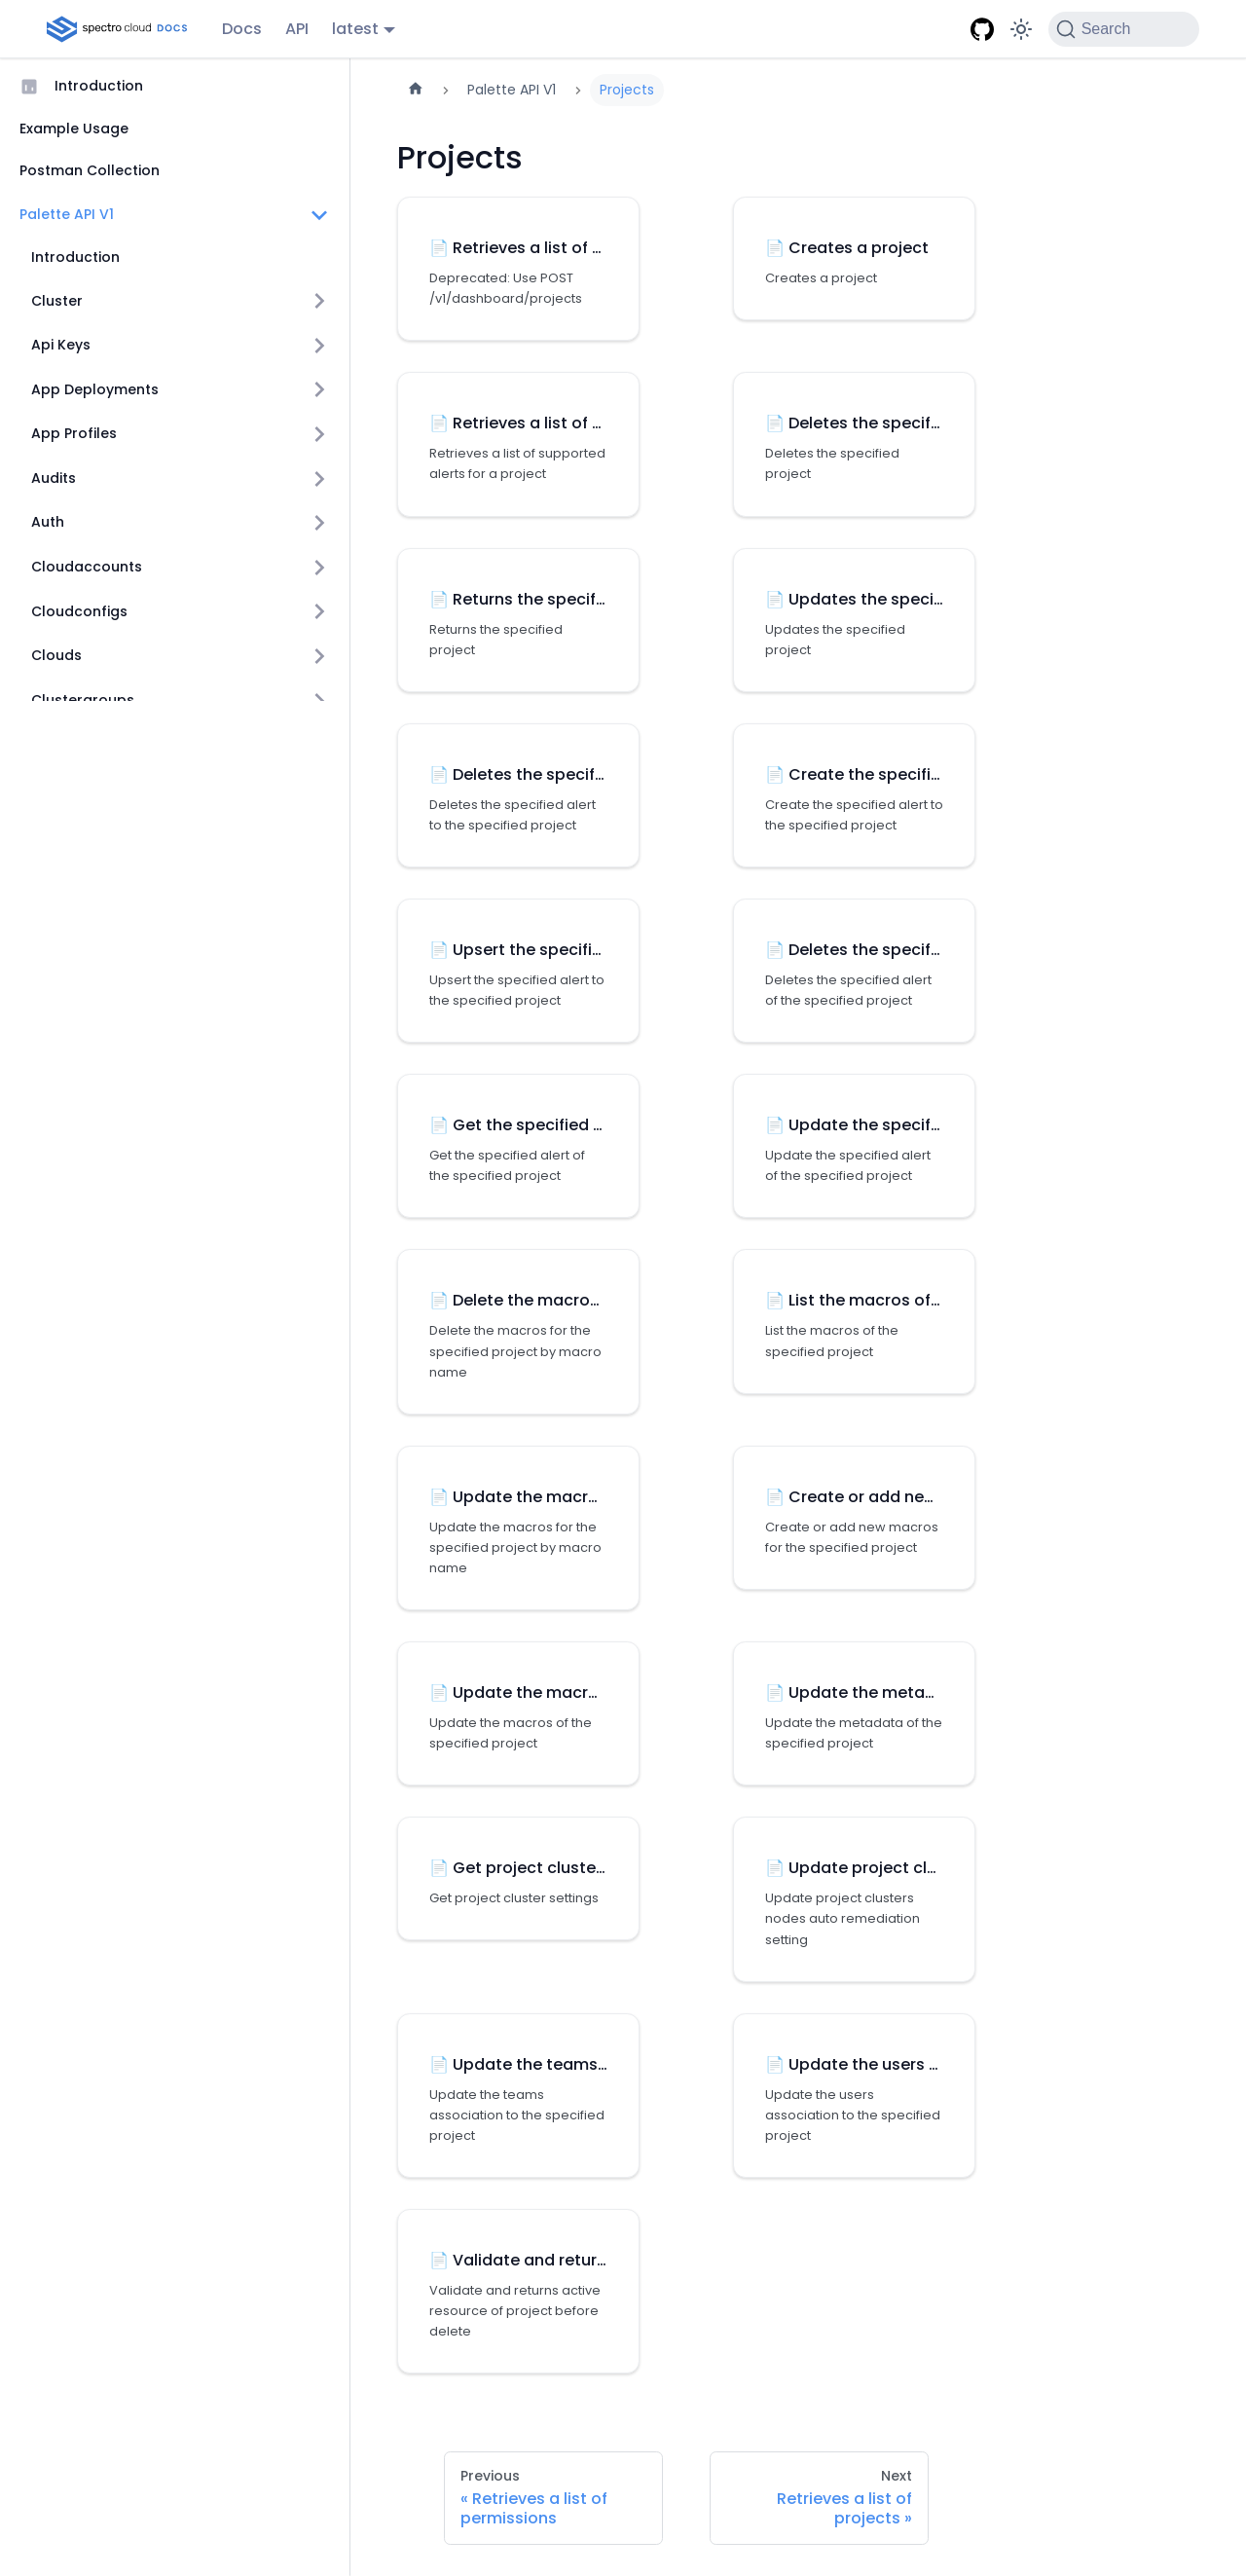 spectro cloud DOCS
Docs
API
latest
Search
Introduction
Example Usage
Postman Collection
Palette API V1
Introduction
Cluster
Api Keys
App Deployments
App Profiles
Audits
Auth
Cloudaccounts
Cloudconfigs
Clouds
Clustergroups
Palette API V1
Projects
Projects
Retrieves a list of ...
Deprecated: Use POST
/v1/dashboard/projects
Creates a project
Creates a project
Retrieves a list of ...
Retrieves a list of supported
alerts for a project
Deletes the specif...
Deletes the specified
project
Returns the specif...
Returns the specified
project
Updates the speci...
Updates the specified
project
Deletes the specif...
Deletes the specified alert
to the specified project
Create the specifi...
Create the specified alert to
the specified project
Upsert the specifi...
Upsert the specified alert to
the specified project
Deletes the specif...
Deletes the specified alert
of the specified project
Get the specified ...
Get the specified alert of
the specified project
Update the specif...
Update the specified alert
of the specified project
Delete the macro...
Delete the macros for the
specified project by macro
name
List the macros of...
List the macros of the
specified project
Update the macr...
Update the macros for the
specified project by macro
name
Create or add ne...
Create or add new macros
for the specified project
Update the macr...
Update the macros of the
specified project
Update the meta...
Update the metadata of the
specified project
Get project cluste...
Get project cluster settings
Update project cl...
Update project clusters
nodes auto remediation
setting
Update the teams...
Update the teams
association to the specified
project
Update the users ...
Update the users
association to the specified
project
Validate and retur...
Validate and returns active
resource of project before
delete
Previous
« Retrieves a list of
permissions
Next
Retrieves a list of
projects »